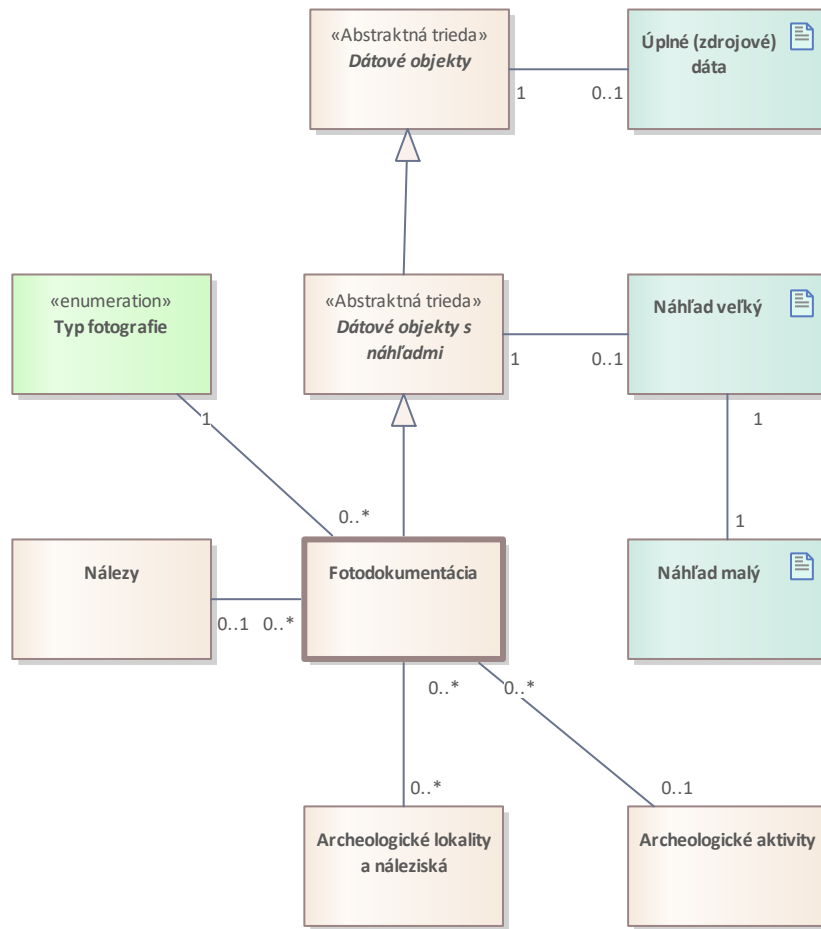 «Abstraktná trieda»
Dátové objekty
Úplné (zdrojové)
dáta
1
0..1
«enumeration»
Typ fotografie
«Abstraktná trieda»
Dátové objekty s
náhľadmi
Náhľad veľký
1
0..1
1
1
0..*
1
Nálezy
Fotodokumentácia
Náhľad malý
0..1
0..*
0..*
0..*
0..*
0..1
Archeologické lokality
a náleziská
Archeologické aktivity